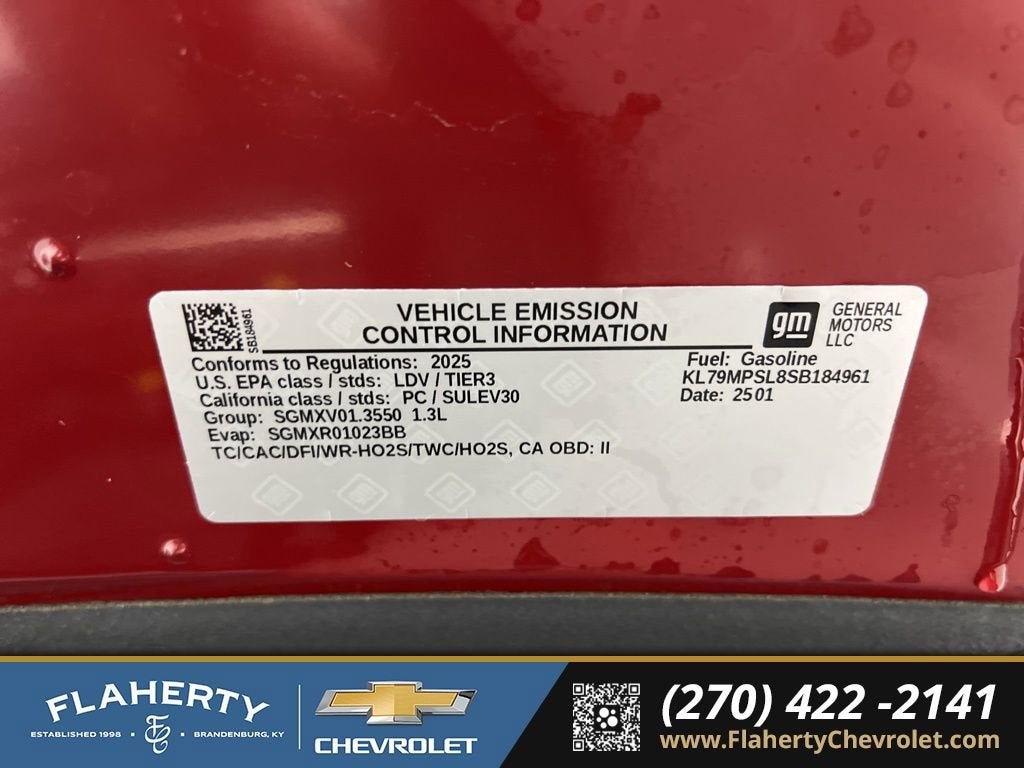 VEHICLE EMISSION
CONTROL INFORMATION
SB184961
gm
GENERAL
MOTORS
LLC
Conforms to Regulations: 2025
U.S. EPA class / stds: LDV / TIER3
California class / stds: PC / SULEV30
Group: SGMXV01.3550 1.3L
Evap: SGMXR01023BB
TC/CAC/DFI/WR-HO2S/TWC/HO2S, CA OBD: II
Fuel: Gasoline
KL79MPSL8SB184961
Date: 2501
FLAHERTY
ESTABLISHED 1998 • BRANDENBURG, KY
CHEVROLET
(270) 422 -2141
www.FlahertyChevrolet.com